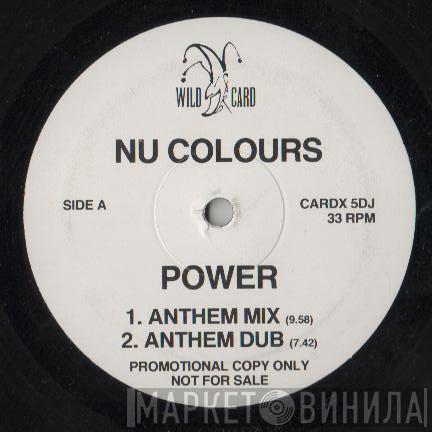 WILD CARD
NU COLOURS
SIDE A
CARDX 5DJ
33 RPM
POWER
1. ANTHEM MIX (9.58)
2. ANTHEM DUB (7.42)
PROMOTIONAL COPY ONLY
NOT FOR SALE
МАРКЕТ ВИНИЛА